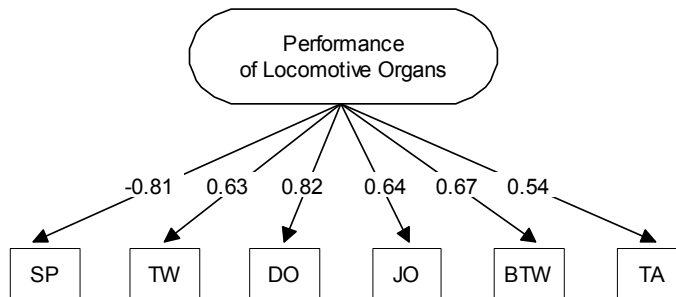 Performance
of Locomotive Organs
-0.81 0.63 0.82 0.64 0.67 0.54
SP TW DO JO BTW TA